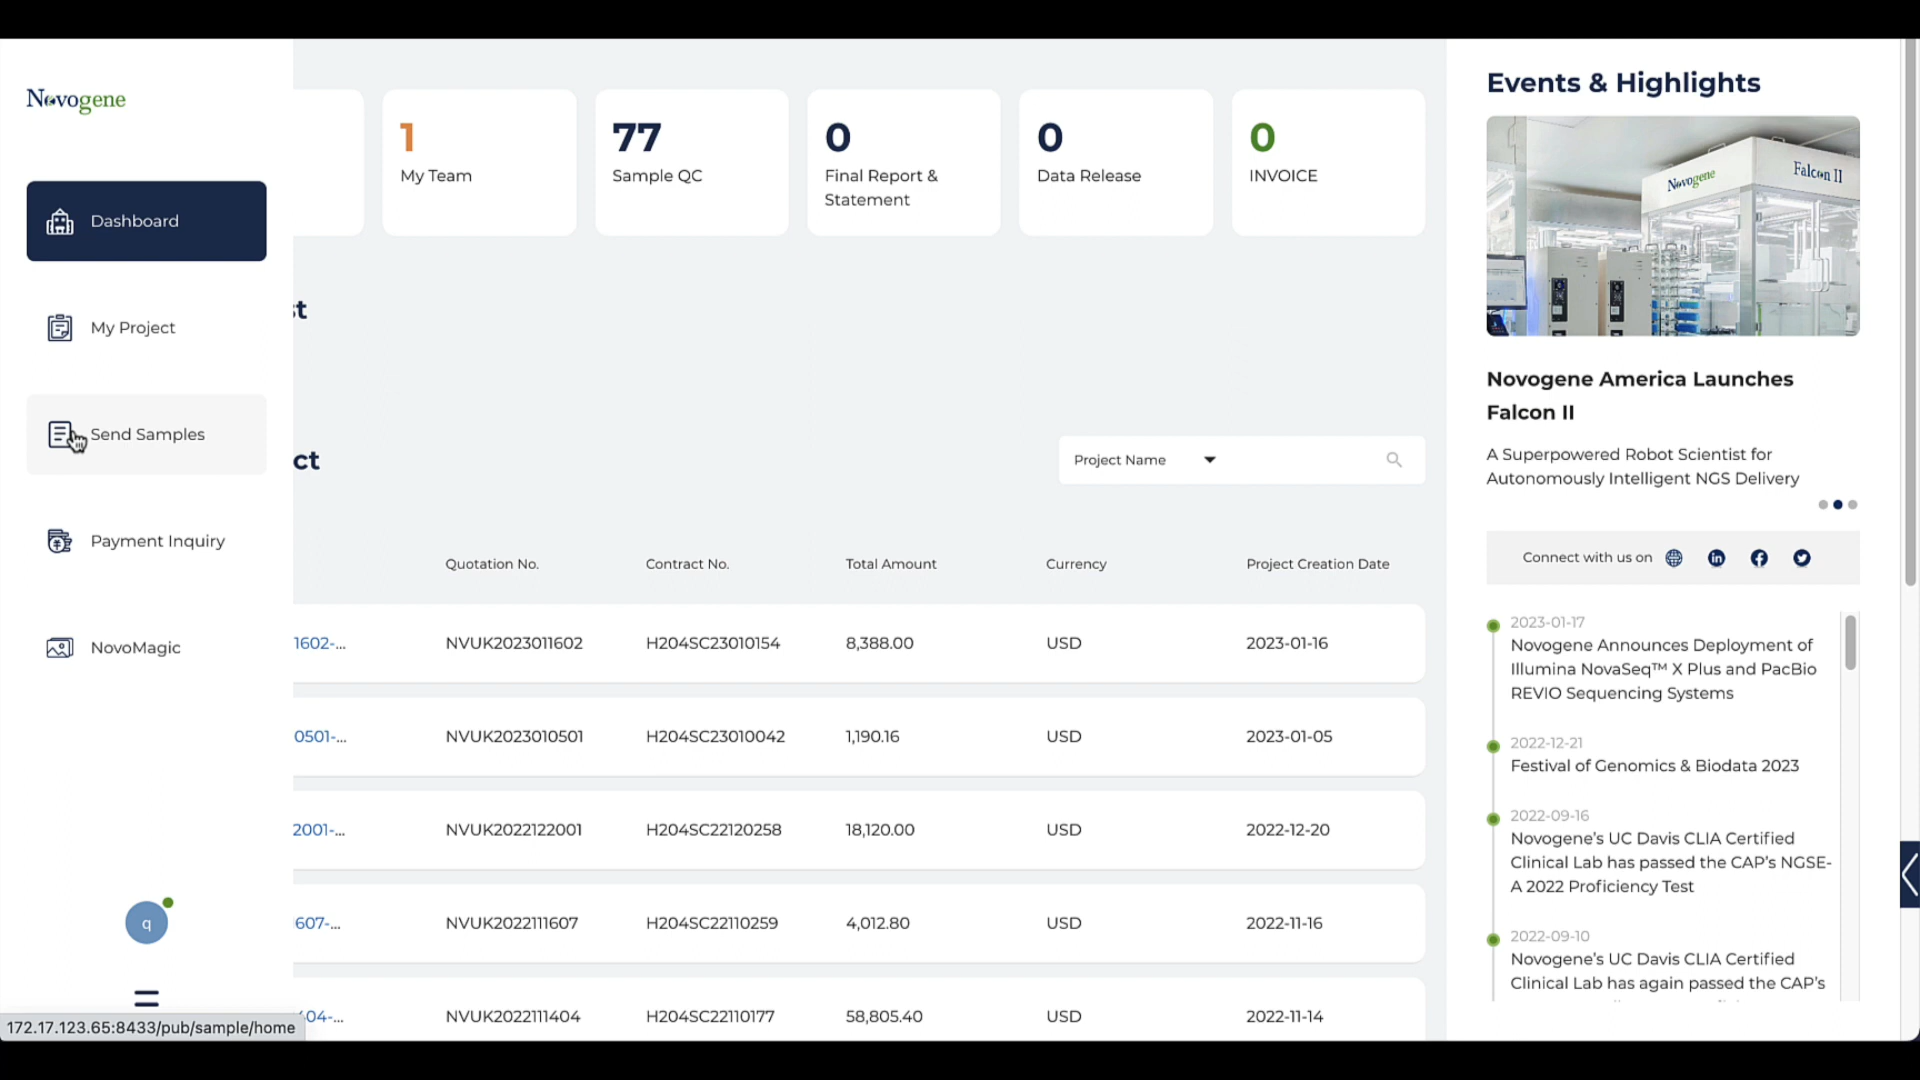 Novogene
Dashboard
My Project
Send Samples
Payment Inquiry
NovoMagic
q
172.17.123.65:8433/pub/sample/home
1
My Team
77
Sample QC
0
Final Report &
Statement
0
Data Release
0
INVOICE
st
ct
Project Name
Quotation No. Contract No. Total Amount Currency Project Creation Date
1602-... NVUK2023011602 H204SC23010154 8,388.00 USD 2023-01-16
0501-... NVUK2023010501 H204SC23010042 1,190.16 USD 2023-01-05
2001-... NVUK2022122001 H204SC22120258 18,120.00 USD 2022-12-20
607-... NVUK2022111607 H204SC22110259 4,012.80 USD 2022-11-16
404-... NVUK2022111404 H204SC22110177 58,805.40 USD 2022-11-14
Events & Highlights
Novogene
Falcon II
Novogene America Launches
Falcon II
A Superpowered Robot Scientist for
Autonomously Intelligent NGS Delivery
Connect with us on
2023-01-17
Novogene Announces Deployment of
Illumina NovaSeq™ X Plus and PacBio
REVIO Sequencing Systems
2022-12-21
Festival of Genomics & Biodata 2023
2022-09-16
Novogene's UC Davis CLIA Certified
Clinical Lab has passed the CAP's NGSE-
A 2022 Proficiency Test
2022-09-10
Novogene's UC Davis CLIA Certified
Clinical Lab has again passed the CAP's